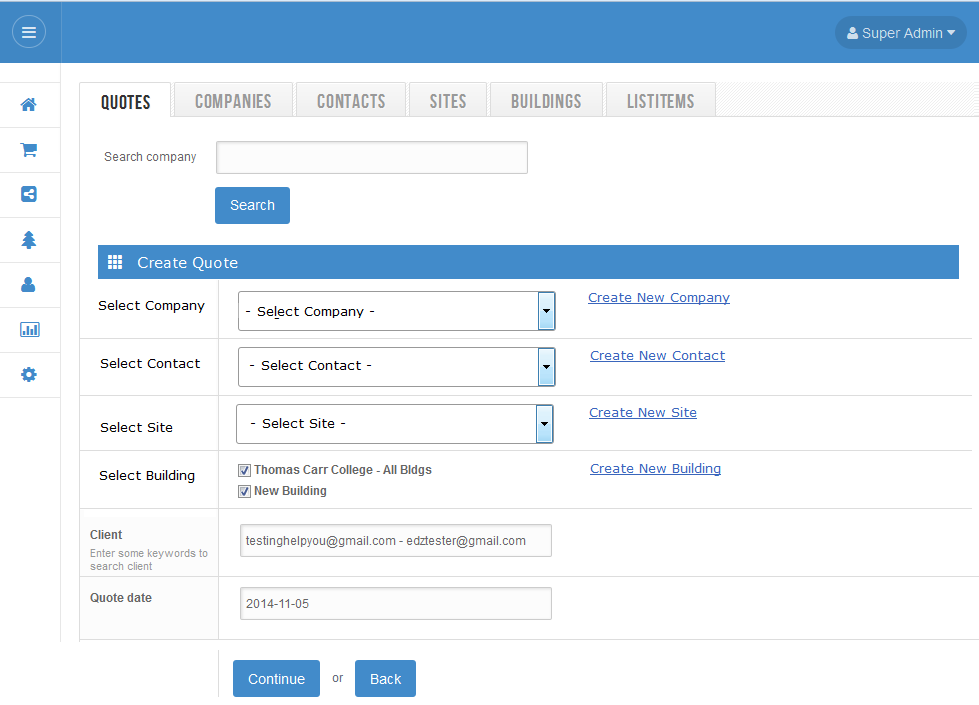 Super Admin
QUOTES
COMPANIES
CONTACTS
SITES
BUILDINGS
LISTITEMS
Search company
Search
Create Quote
Select Company
- Select Company -
Create New Company
Select Contact
- Select Contact -
Create New Contact
Select Site
- Select Site -
Create New Site
Select Building
Thomas Carr College - All Bldgs
New Building
Create New Building
Client
Enter some keywords to
search client
testinghelpyou@gmail.com - edztester@gmail.com
Quote date
2014-11-05
Continue
or
Back